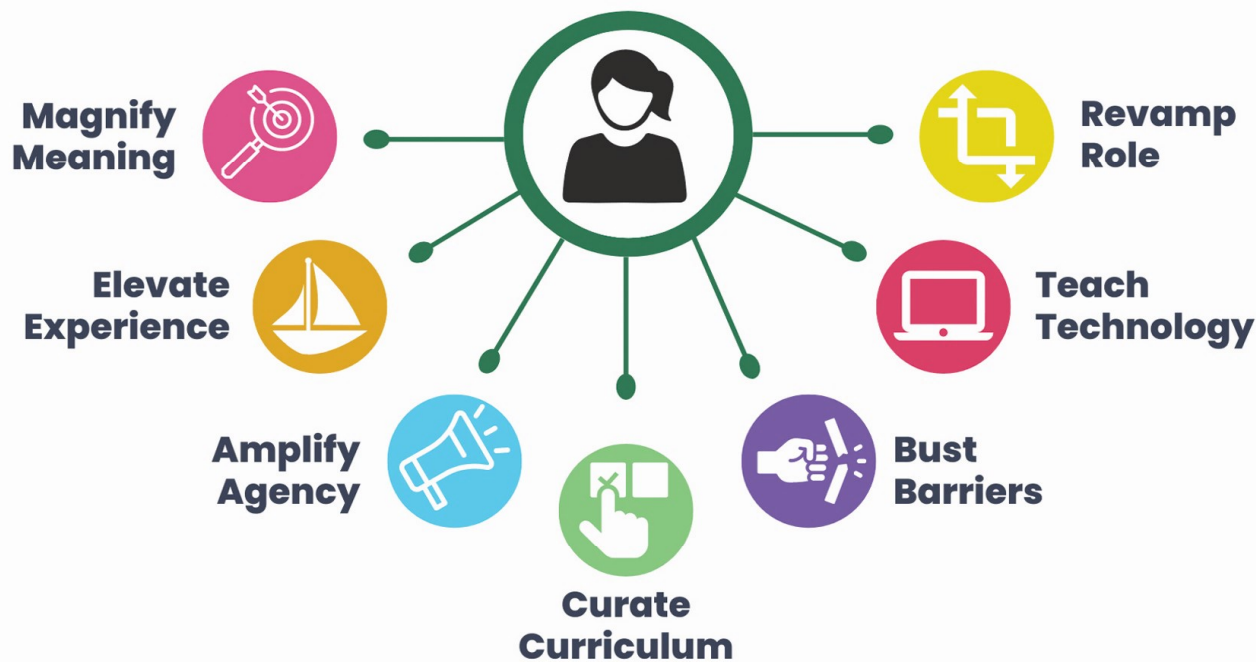 Magnify
Meaning
Elevate
Experience
Amplify
Agency
Curate
Curriculum
Bust
Barriers
Teach
Technology
Revamp
Role